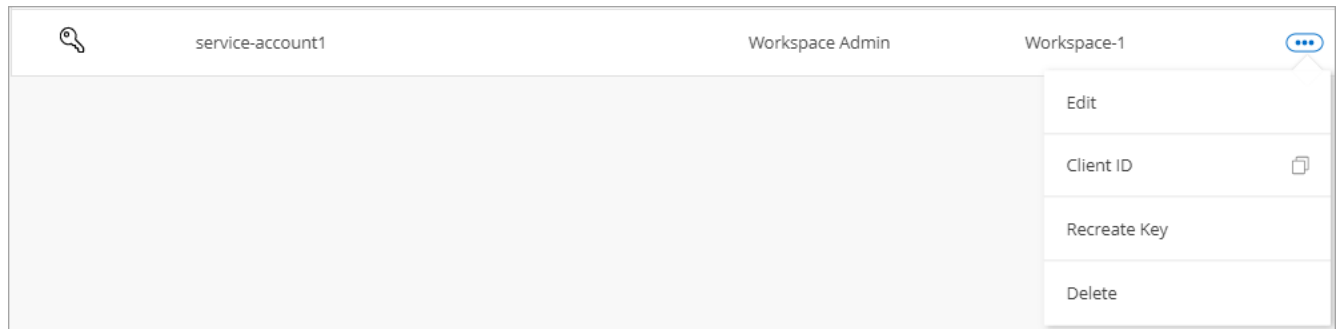 service-account1 Workspace Admin Workspace-1
Edit
Client ID
Recreate Key
Delete